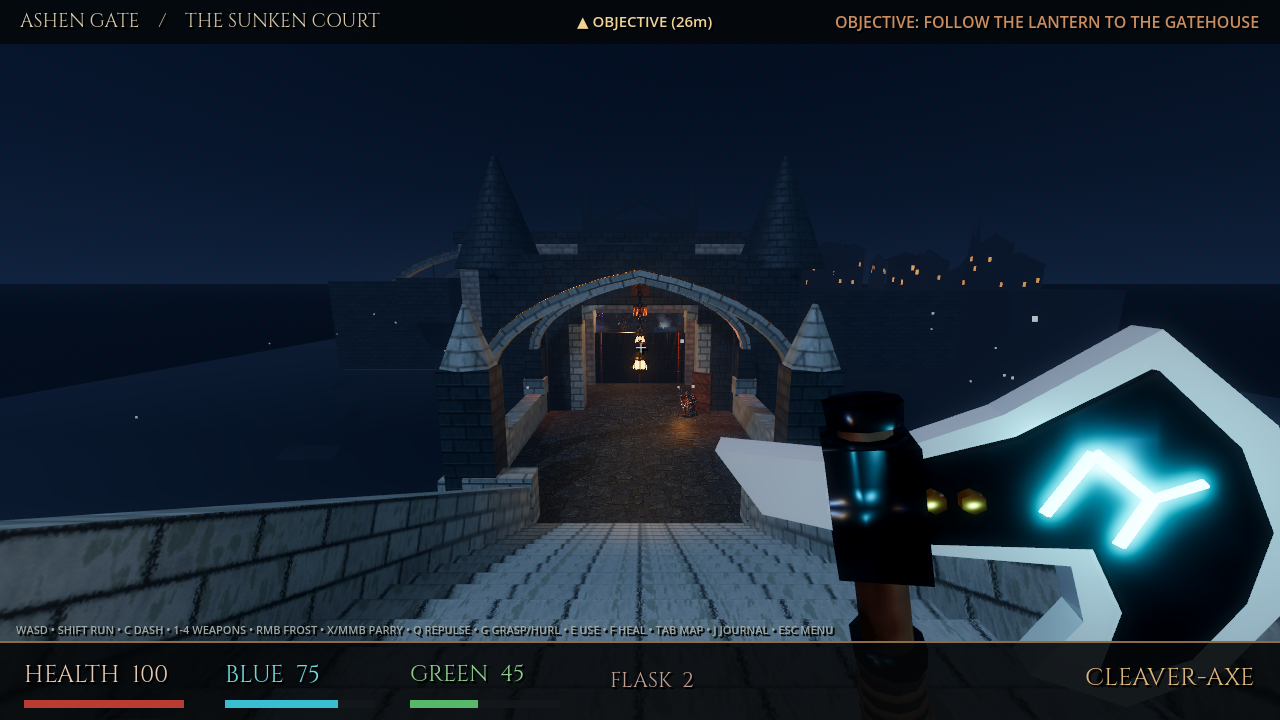 ASHEN GATE / THE SUNKEN COURT
▲ OBJECTIVE (26m)
OBJECTIVE: FOLLOW THE LANTERN TO THE GATEHOUSE
WASD • SHIFT RUN • C DASH • 1-4 WEAPONS • RMB FROST • X/MMB PARRY • Q REPULSE • G GRASP/HURL • E USE • F HEAL • TAB MAP • J JOURNAL • ESC MENU
HEALTH 100
BLUE 75
GREEN 45
FLASK 2
CLEAVER-AXE